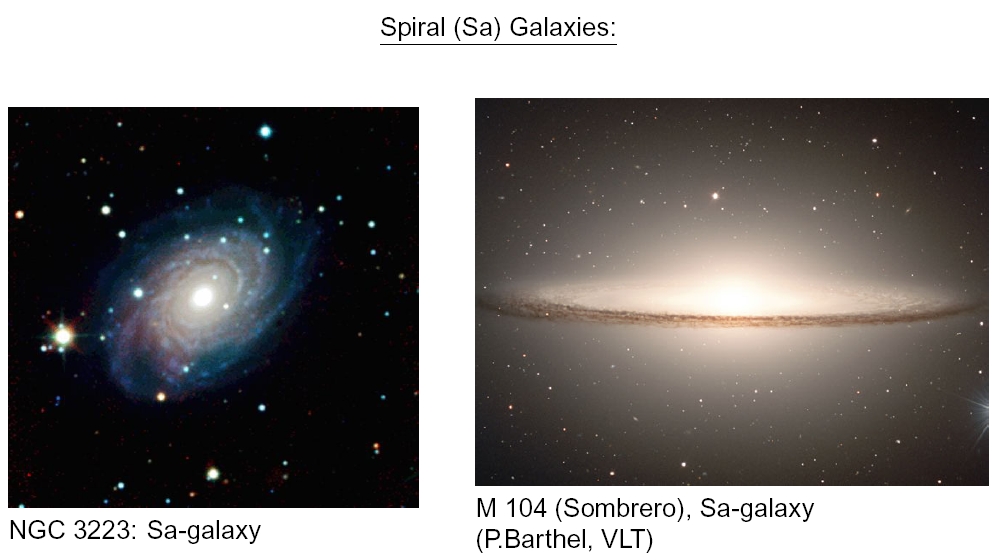 Spiral (Sa) Galaxies:
NGC 3223: Sa-galaxy
M 104 (Sombrero), Sa-galaxy
(P.Barthel, VLT)